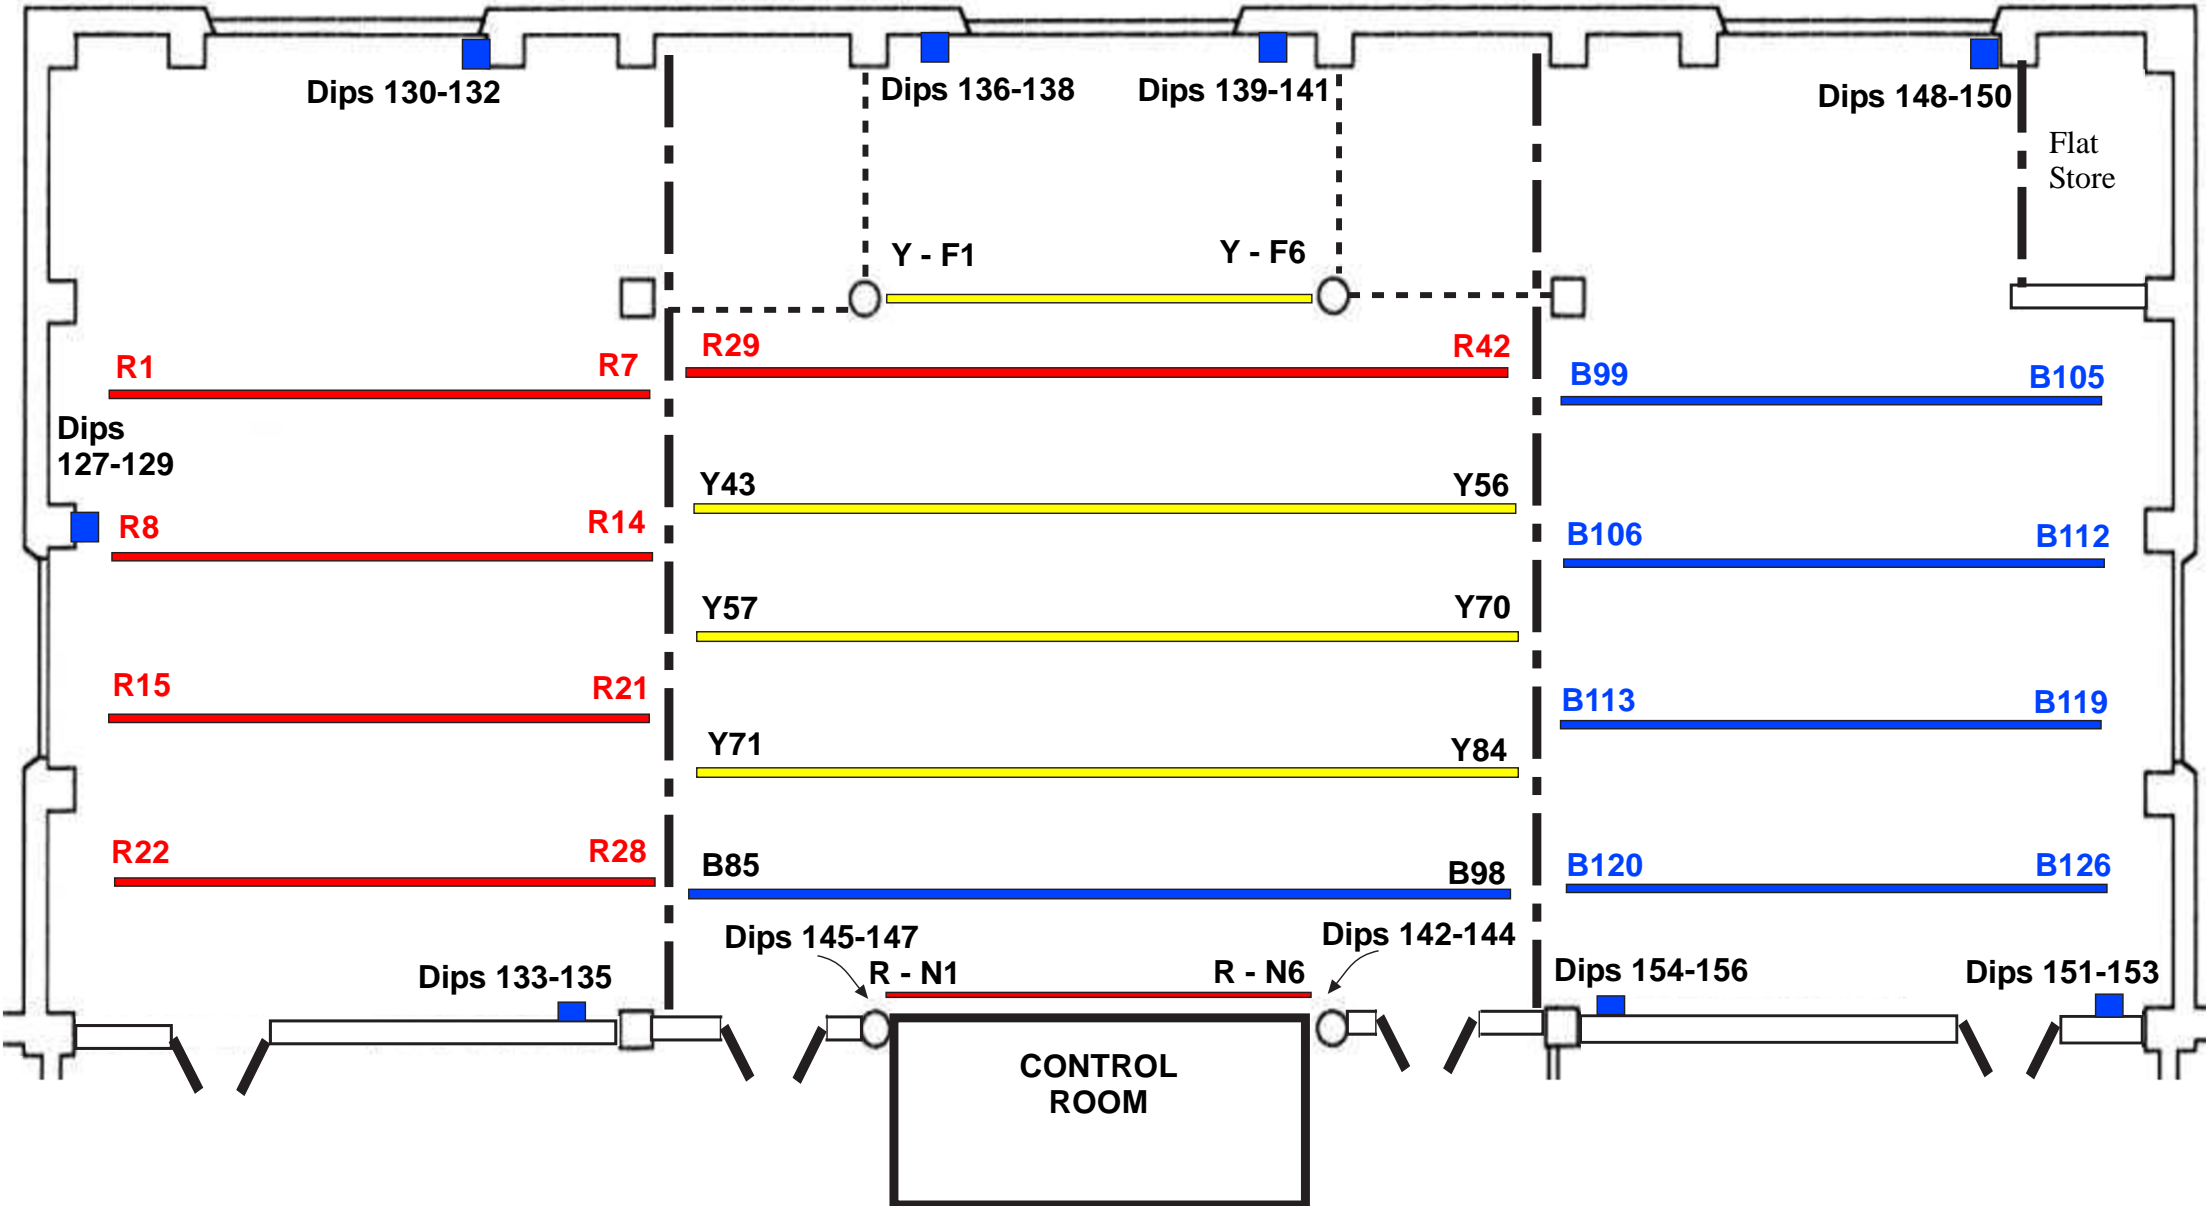 Dips 130-132
Dips 136-138
Dips 139-141
Dips 148-150
Flat
Store
Y - F1
Y - F6
R1
R7
R29
R42
B99
B105
Dips
127-129
Y43
Y56
R8
R14
B106
B112
Y57
Y70
R15
R21
B113
B119
Y71
Y84
R22
R28
B85
B98
B120
B126
Dips 145-147
Dips 142-144
R - N1
R - N6
Dips 133-135
Dips 154-156
Dips 151-153
CONTROL
ROOM